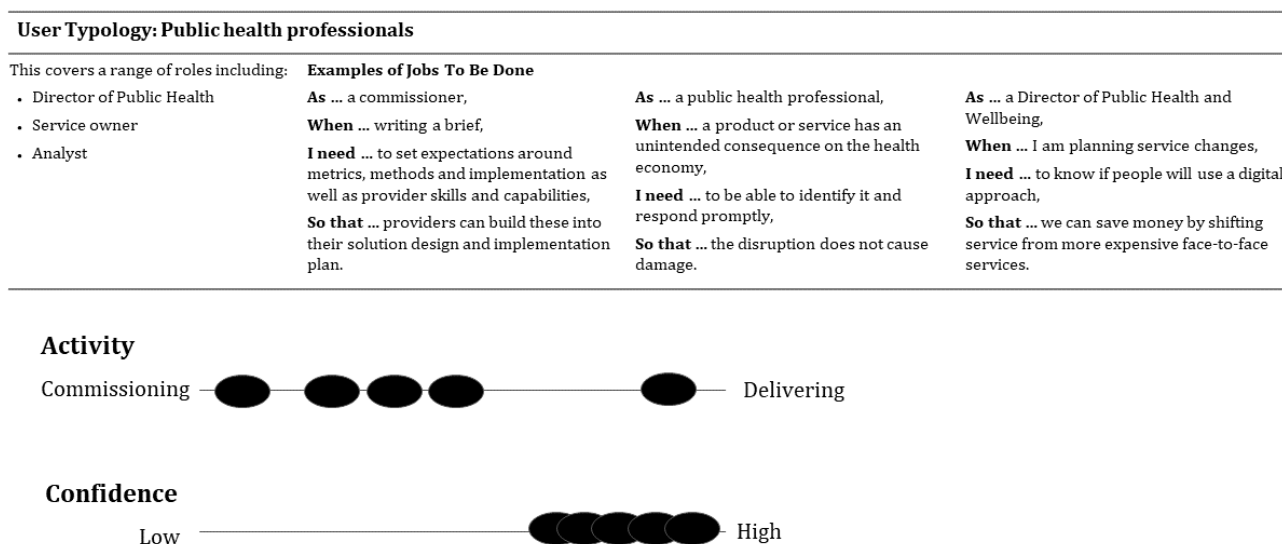 User Typology: Public health professionals
This covers a range of roles including:
• Director of Public Health
• Service owner
• Analyst
Examples of Jobs To Be Done
As ... a commissioner,
When ... writing a brief,
I need ... to set expectations around
metrics, methods and implementation as
well as provider skills and capabilities,
So that ... providers can build these into
their solution design and implementation
plan.
As ... a public health professional,
When ... a product or service has an
unintended consequence on the health
economy,
I need ... to be able to identify it and
respond promptly,
So that ... the disruption does not cause
damage.
As ... a Director of Public Health and
Wellbeing,
When ... I am planning service changes,
I need ... to know if people will use a digital
approach,
So that ... we can save money by shifting
service from more expensive face-to-face
services.
Activity
Commissioning
Delivering
Confidence
Low
High